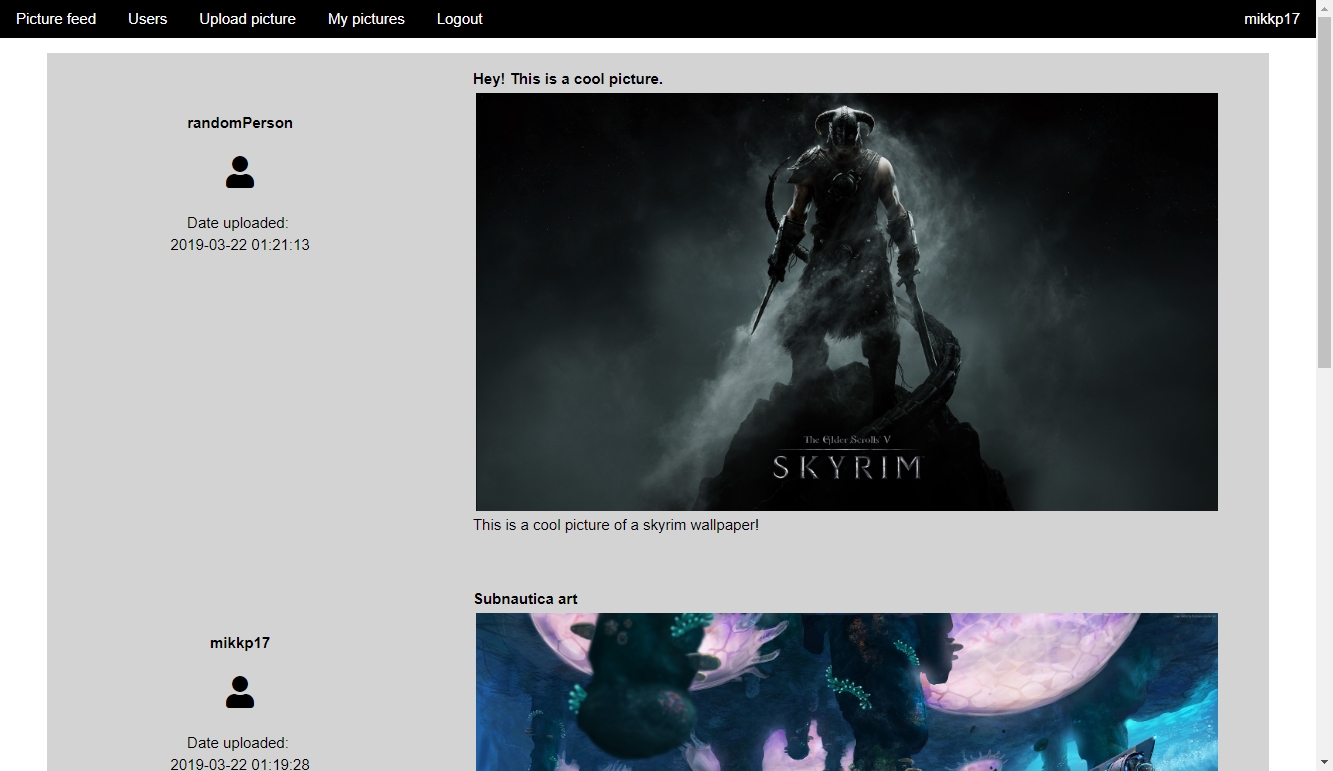 Picture feed Users Upload picture My pictures Logout mikkp17
randomPerson
Date uploaded:
2019-03-22 01:21:13
Hey! This is a cool picture.
The Elder Scrolls V
SKYRIM
This is a cool picture of a skyrim wallpaper!
mikkp17
Date uploaded:
2019-03-22 01:19:28
Subnautica art